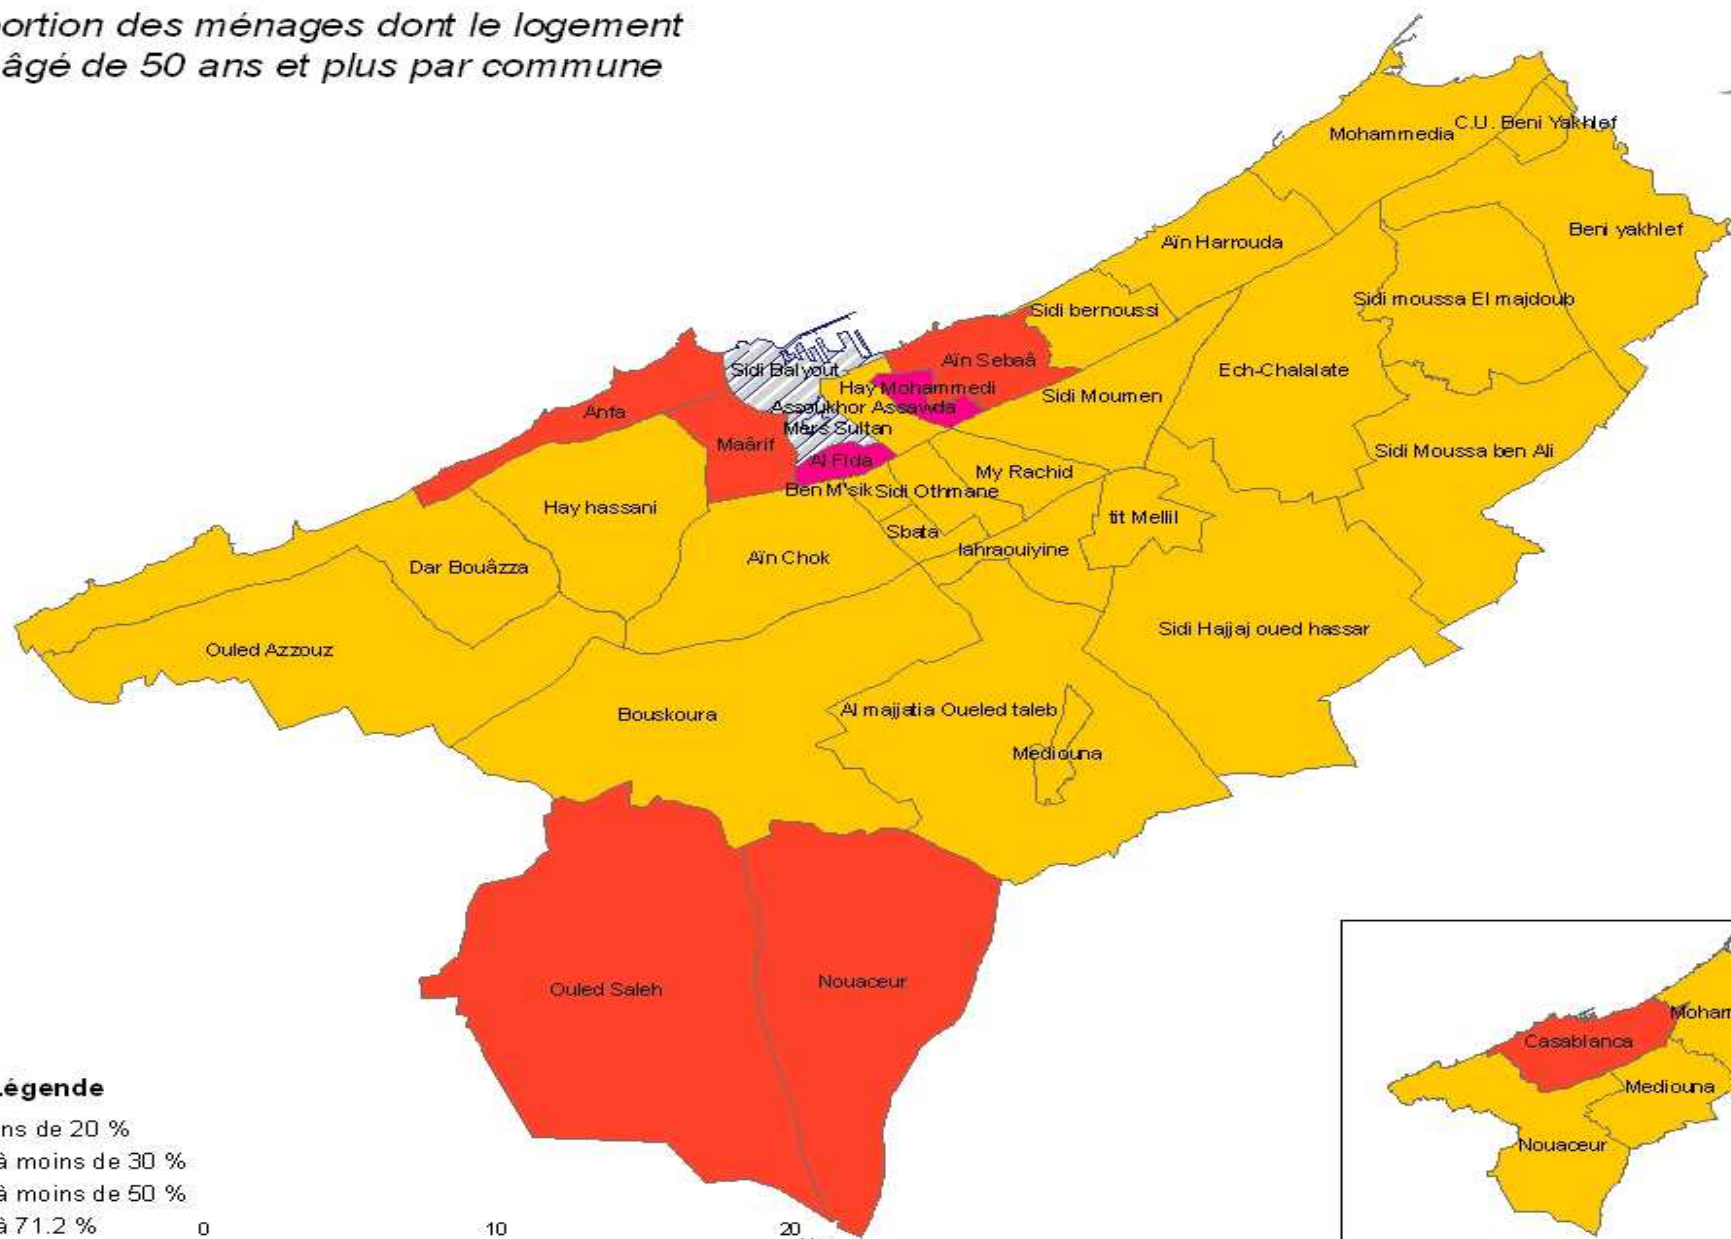 ortion des ménages dont le logement
âgé de 50 ans et plus par commune
C.U. Beni Yakhlef
Mohammedia
Beni yakhlef
Aïn Harrouda
Sidi moussa El majdoub
Sidi bernoussi
Aïn Sebaâ
Sidi Balyout
Ech-Chalalate
Hay Mohammedi
Sidi Moumen
Assoukhor Assawda
Anfa
Mers Sultan
Maârif
Sidi Moussa ben Ali
Al Fida
My Rachid
Ben M'sik
Sidi Othmane
Hay hassani
tit Mellil
Sbata
lahraouiyine
Aïn Chok
Dar Bouâzza
Sidi Hajjaj oued hassar
Ouled Azzouz
Al majjatia Oueled taleb
Bouskoura
Mediouna
Nouaceur
Ouled Saleh
Casablanca
Moham
Mediouna
Nouaceur
Légende
ns de 20 %
à moins de 30 %
à moins de 50 %
à 71.2 %
0 10 20